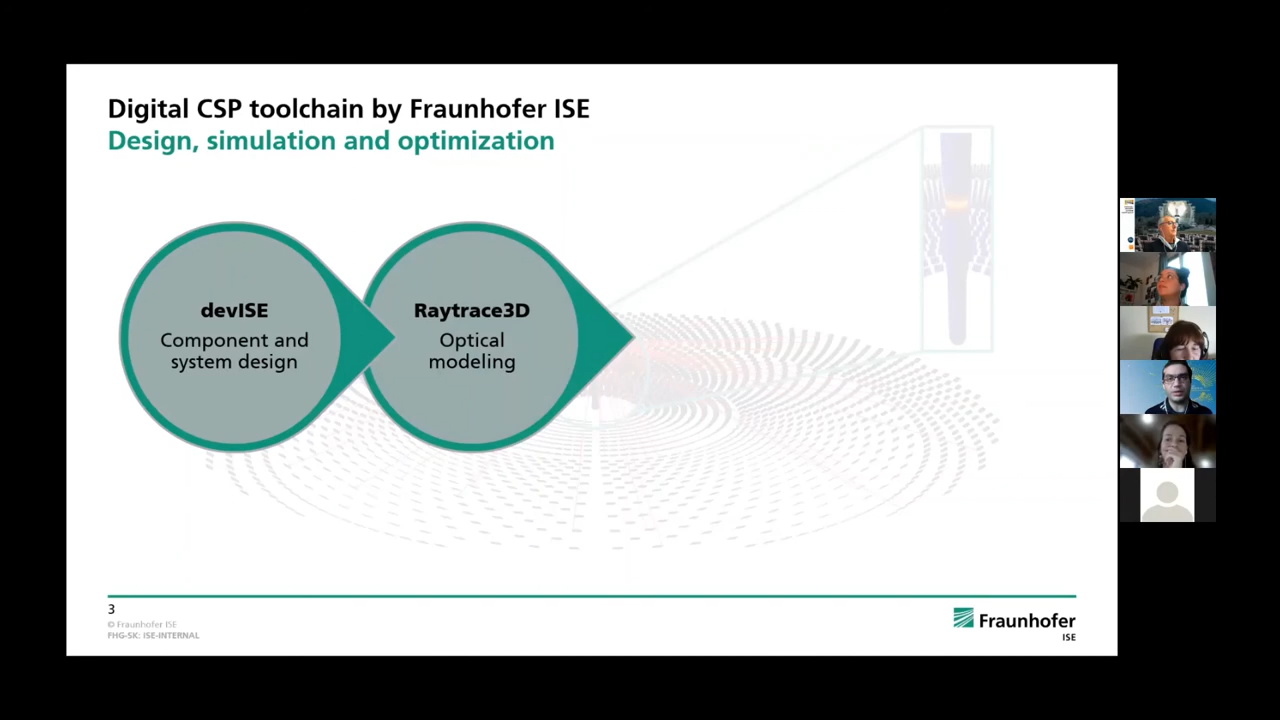 Digital CSP toolchain by Fraunhofer ISE
Design, simulation and optimization
devISE
Component and
system design
Raytrace3D
Optical
modeling
3
© Fraunhofer ISE
FHG-SK: ISE-INTERNAL
Fraunhofer
ISE